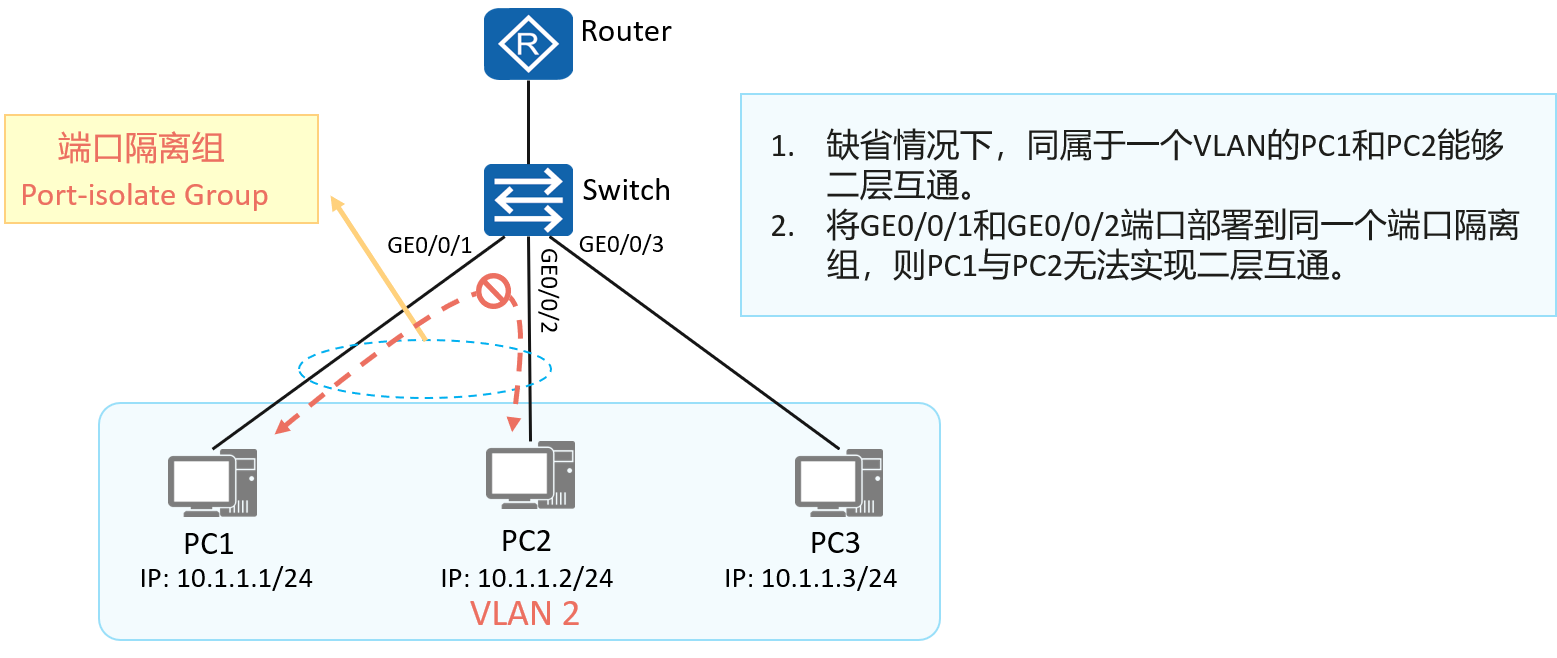 Router
R
端口隔离组
Port-isolate Group
Switch
GE0/0/1
GE0/0/2
GE0/0/3
1. 缺省情况下，同属于一个VLAN的PC1和PC2能够
二层互通。
2. 将GE0/0/1和GE0/0/2端口部署到同一个端口隔离
组，则PC1与PC2无法实现二层互通。
PC1
IP: 10.1.1.1/24
PC2
IP: 10.1.1.2/24
PC3
IP: 10.1.1.3/24
VLAN 2